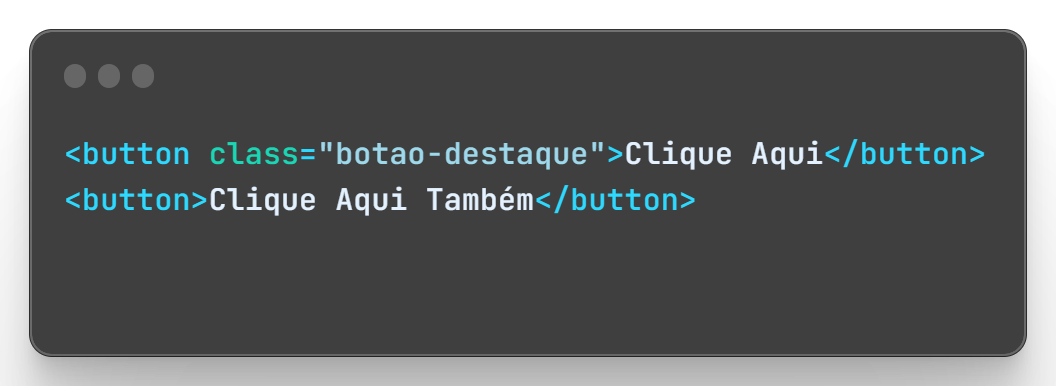 <button class="botao-destaque">Clique Aqui</button>
<button>Clique Aqui Também</button>